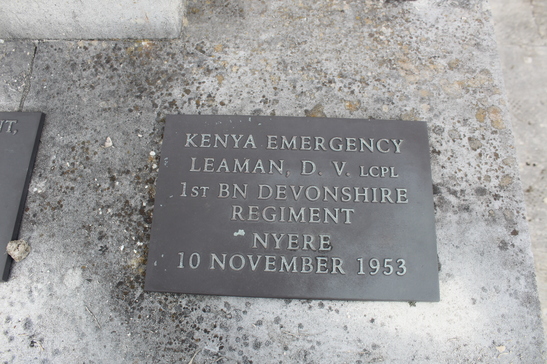 KENYA EMERGENCY
LEAMAN, D. V. LCPL
1ST BN DEVONSHIRE
REGIMENT
NYERE
10 NOVEMBER 1953